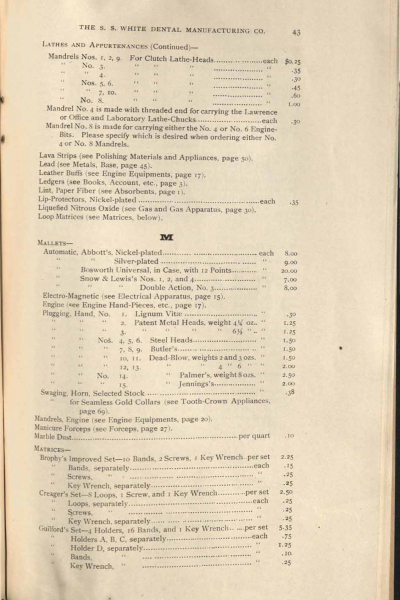 THE S. S. WHITE DENTAL MANUFACTURING CO. 43
LATHES AND APPURTENANCES (Continued)—
Mandrels Nos. 1, 2, 9. For Clutch Lathe-Heads..................each $0.25
" No. 3. " " " .................. " .35
" " 4. " " " .................. " .30
" Nos. 5, 6. " " " .................. " .45
" " 7, 10. " " " .................. " .60
" No. 8. " " " .................. " 1.00
Mandrel No. 4 is made with threaded end for carrying the Lawrence
or Office and Laboratory Lathe-Chucks..................each .30
Mandrel No. 8 is made for carrying either the No. 4 or No. 6 Engine-
Bits. Please specify which is desired when ordering either No.
4 or No. 8 Mandrels.
Lava Strips (see Polishing Materials and Appliances, page 50).
Lead (see Metals, Base, page 45).
Leather Buffs (see Engine Equipments, page 17).
Ledgers (see Books, Account, etc., page 3).
List, Paper Fiber (see Absorbents, page 1).
Lip-Protectors, Nickel-plated..................each .35
Liquefied Nitrous Oxide (see Gas and Gas Apparatus, page 30).
Loop Matrices (see Matrices, below).
M
MALLETS—
Automatic, Abbott's, Nickel-plated..................each 8.00
" " Silver-plated .................. " 9.00
" Bosworth Universal, in Case, with 12 Points.......... " 20.00
" Snow & Lewis's Nos. 1, 2, and 4.................. " 7.00
" " " Double Action, No. 3.................. " 8.00
Electro-Magnetic (see Electrical Apparatus, page 15).
Engine (see Engine Hand-Pieces, etc., page 17).
Plugging, Hand, No. 1. Lignum Vitæ .................. " .30
" " " 2. Patent Metal Heads, weight 4¼ oz.. " 1.25
" " " 3. " " " " 6½ " .. " 1.25
" " Nos. 4, 5, 6. Steel Heads.................. " 1.50
" " " 7, 8, 9. Butler's .................. " 1.50
" " " 10, 11. Dead-Blow, weights 2 and 3 ozs. " 1.50
" " " 12, 13. " " 4 " 6 " " 2.00
" " No. 14. " Palmer's, weight 8 ozs. " 2.50
" " " 15. " Jennings's.................. " 2.00
Swaging, Horn, Selected Stock .................. " .38
" for Seamless Gold Collars (see Tooth-Crown Appliances,
page 69).
Mandrels, Engine (see Engine Equipments, page 20).
Manicure Forceps (see Forceps, page 27).
Marble Dust..................per quart .10
MATRICES—
Brophy's Improved Set—10 Bands, 2 Screws, 1 Key Wrench..per set 2.25
" Bands, separately..................each .15
" Screws, " .................. " .25
" Key Wrench, separately.................. " .25
Creager's Set—8 Loops, 1 Screw, and 1 Key Wrench..........per set 2.50
" Loops, separately..................each .25
" Screws, " .................. " .25
" Key Wrench, separately.................. " .25
Guilford's Set—4 Holders, 16 Bands, and 1 Key Wrench.....per set 5.55
" Holders A, B, C, separately..................each .75
" Holder D, separately.................. " 1.25
" Bands, " .................. " .10
" Key Wrench, " .................. " .25